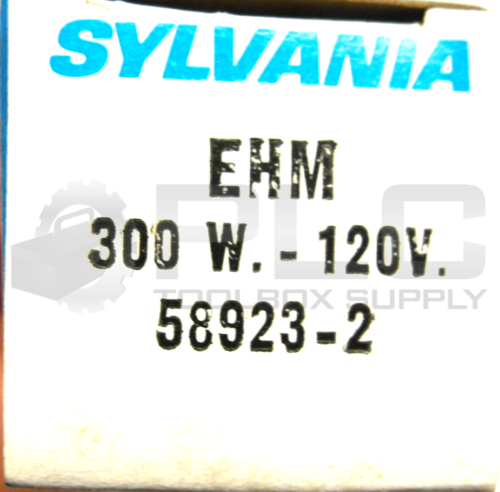 SYLVANIA
EHM
PLC
300 W. - 120V.
TOOLBOX SUPPLY
58923-2